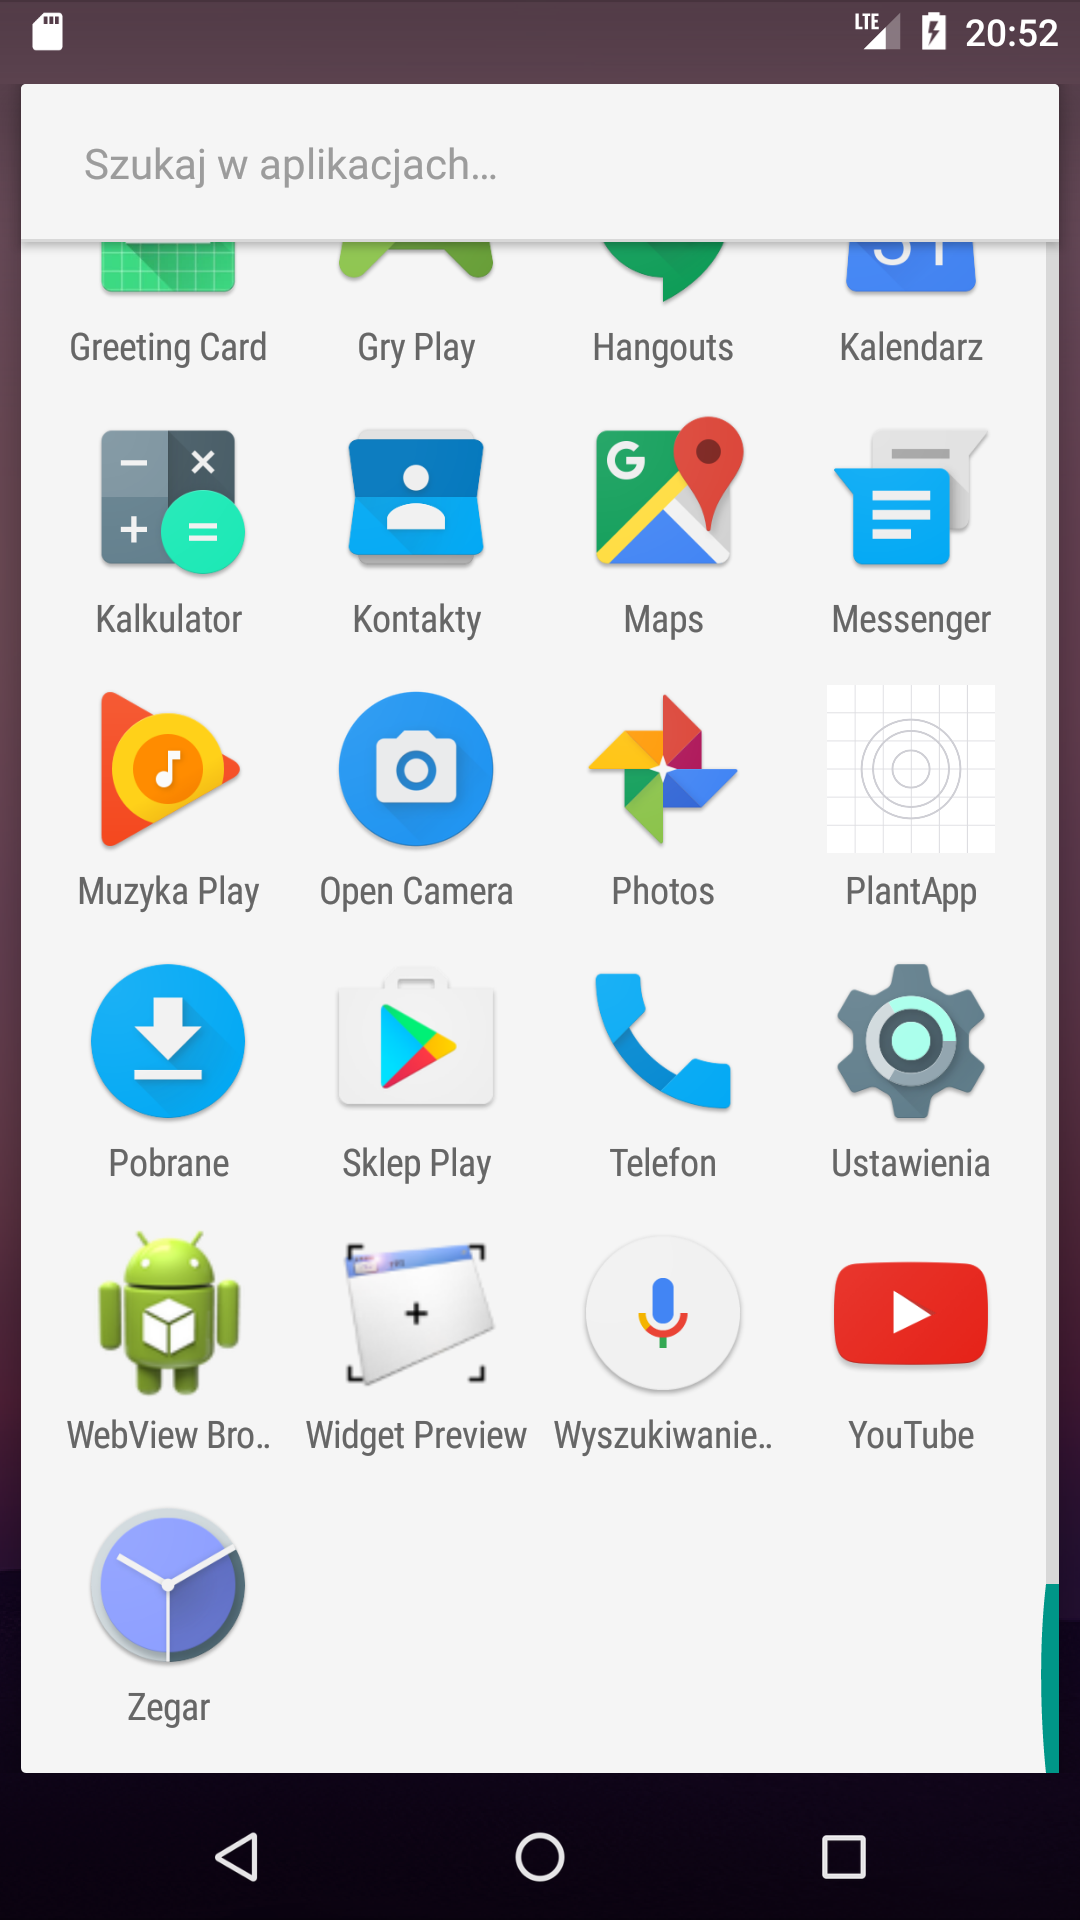 LTE 20:52
Szukaj w aplikacjach...
31
Greeting Card Gry Play Hangouts Kalendarz
G
Kalkulator Kontakty Maps Messenger
Muzyka Play Open Camera Photos PlantApp
Pobrane Sklep Play Telefon Ustawienia
WebView Bro.. Widget Preview Wyszukiwanie.. YouTube
Zegar